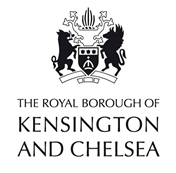 THE ROYAL BOROUGH OF
KENSINGTON
AND CHELSEA